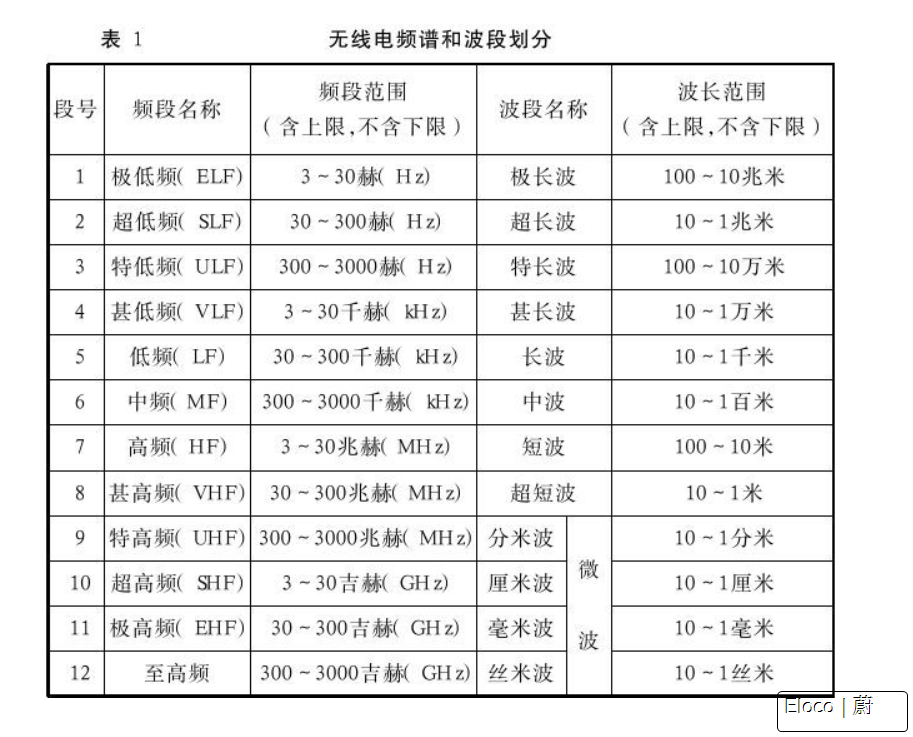 表 1 无线电频谱和波段划分
段号 频段名称 频段范围 (含上限,不含下限) 波段名称 波长范围 (含上限,不含下限)
1 极低频( ELF) 3 ~ 30赫( Hz) 极长波 100 ~ 10兆米
2 超低频( SLF) 30 ~ 300赫( Hz) 超长波 10 ~ 1兆米
3 特低频( ULF) 300 ~ 3000赫( Hz) 特长波 100 ~ 10万米
4 甚低频( VLF) 3 ~ 30千赫( kHz) 甚长波 10 ~ 1万米
5 低频( LF) 30 ~ 300千赫( kHz) 长波 10 ~ 1千米
6 中频( MF) 300 ~ 3000千赫( kHz) 中波 10 ~ 1百米
7 高频( HF) 3 ~ 30兆赫( MHz) 短波 100 ~ 10米
8 甚高频( VHF) 30 ~ 300兆赫( MHz) 超短波 10 ~ 1米
9 特高频( UHF) 300 ~ 3000兆赫( MHz) 分米波 微波 10 ~ 1分米
10 超高频( SHF) 3 ~ 30吉赫( GHz) 厘米波 10 ~ 1厘米
11 极高频( EHF) 30 ~ 300吉赫( GHz) 毫米波 10 ~ 1毫米
12 至高频 300 ~ 3000吉赫( GHz) 丝米波 10 ~ 1丝米
Eloco | 蔚